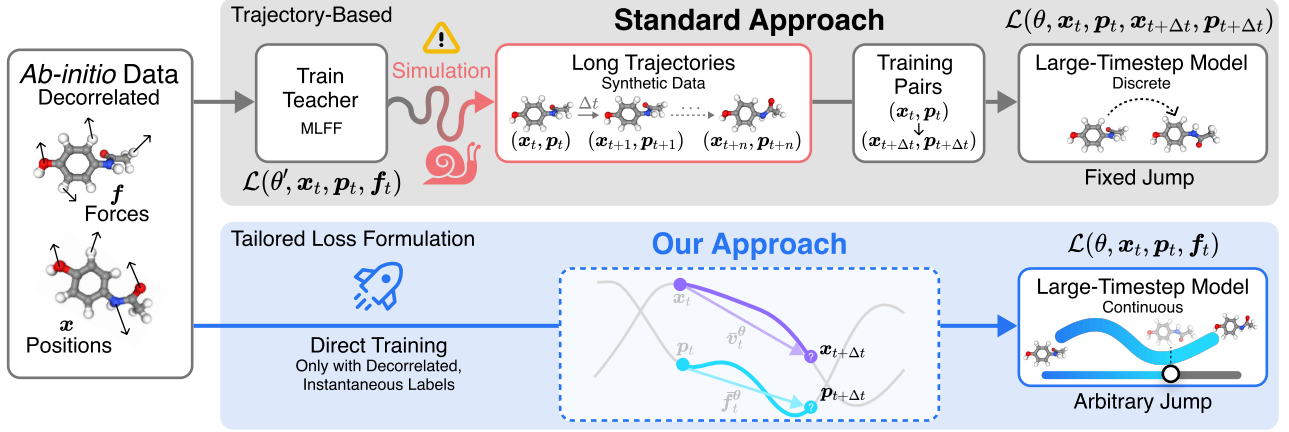 Ab-initio Data
Decorrelated
f
Forces
x
Positions
Trajectory-Based
Standard Approach
Train
Teacher
MLFF
ℒ(θ′, x_t, p_t, f_t)
Simulation
Long Trajectories
Synthetic Data
Δt
...
(x_t, p_t)
(x_{t+1}, p_{t+1})
(x_{t+n}, p_{t+n})
Training
Pairs
(x_t, p_t)
↓
(x_{t+Δt}, p_{t+Δt})
ℒ(θ, x_t, p_t, x_{t+Δt}, p_{t+Δt})
Large-Timestep Model
Discrete
Fixed Jump
Tailored Loss Formulation
Our Approach
Direct Training
Only with Decorrelated,
Instantaneous Labels
x_t
v̄_t^θ
? x_{t+Δt}
p_t
f̄_t^θ
? p_{t+Δt}
ℒ(θ, x_t, p_t, f_t)
Large-Timestep Model
Continuous
Arbitrary Jump